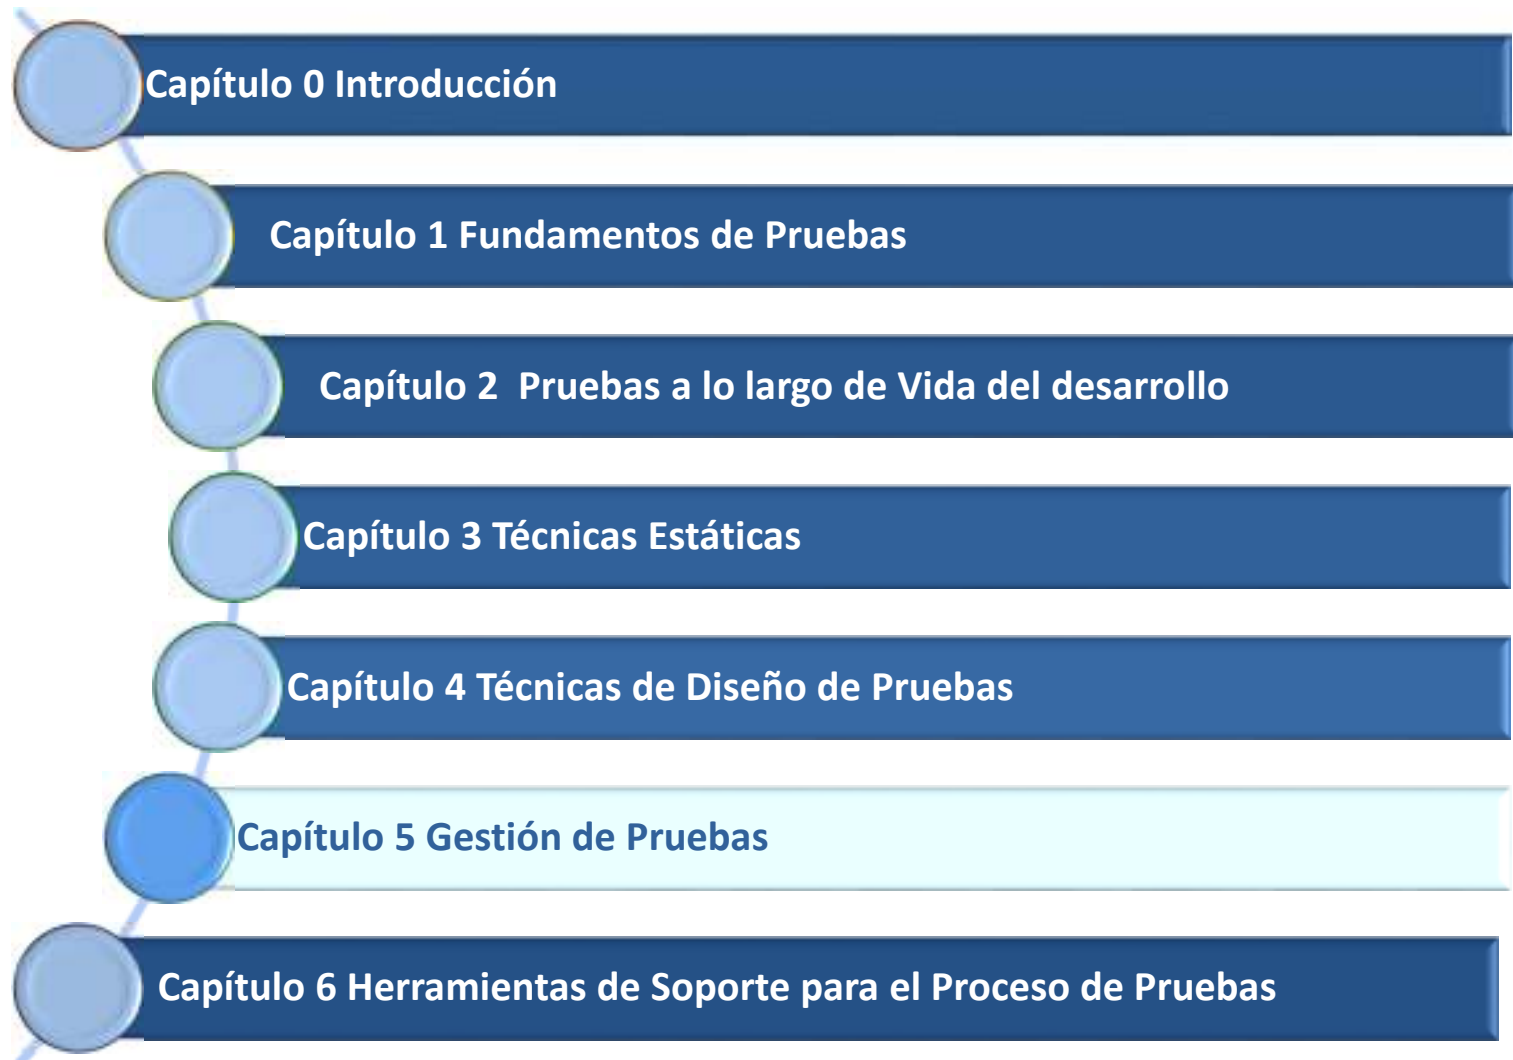 Capítulo 0 Introducción
Capítulo 1 Fundamentos de Pruebas
Capítulo 2  Pruebas a lo largo de Vida del desarrollo
Capítulo 3 Técnicas Estáticas
Capítulo 4 Técnicas de Diseño de Pruebas
Capítulo 5 Gestión de Pruebas
Capítulo 6 Herramientas de Soporte para el Proceso de Pruebas